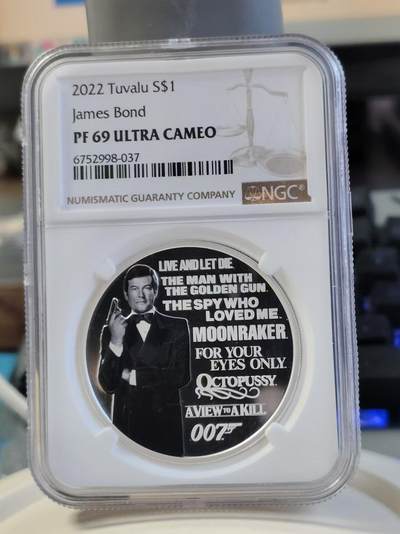 2022 Tuvalu S$1
James Bond
PF 69 ULTRA CAMEO
6752998-037
NUMISMATIC GUARANTY COMPANY
NGC®
LIVE AND LET DIE
THE MAN WITH
THE GOLDEN GUN.
THE SPY WHO
LOVED ME.
MOONRAKER
FOR YOUR
EYES ONLY.
OCTOPUSSY
A VIEW TO A KILL
007